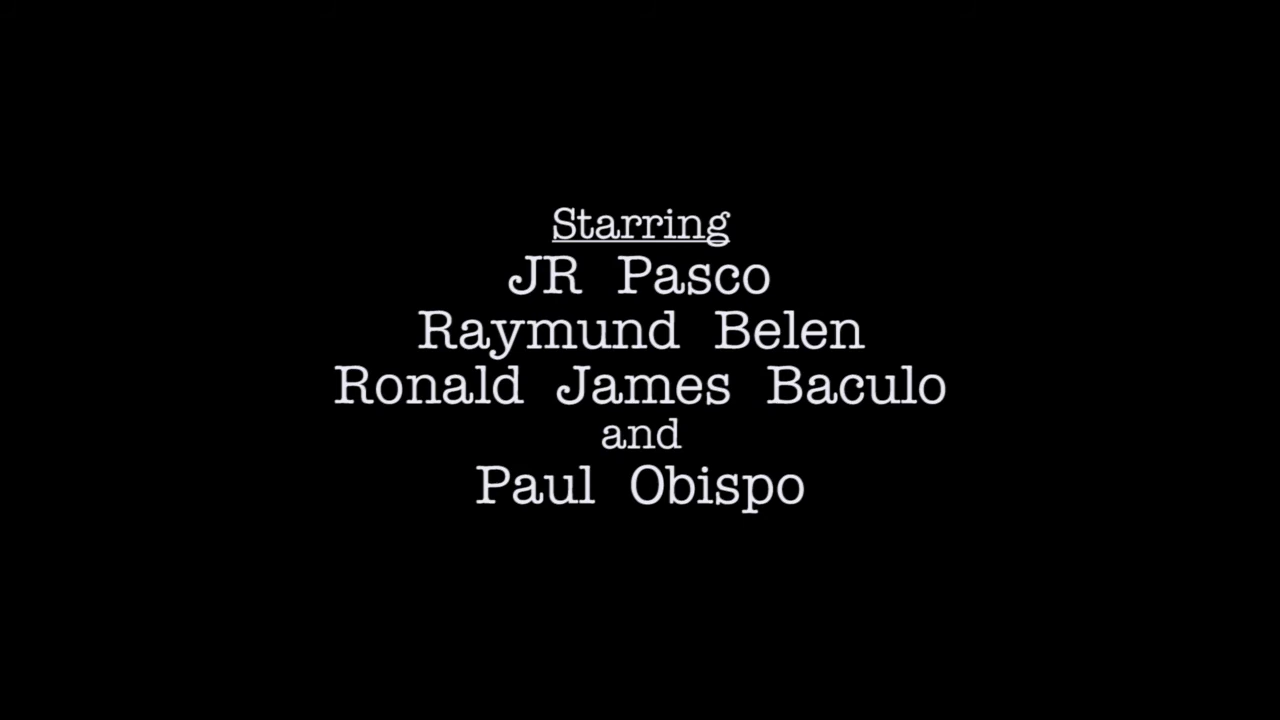 Starring
JR Pasco
Raymund Belen
Ronald James Baculo
and
Paul Obispo